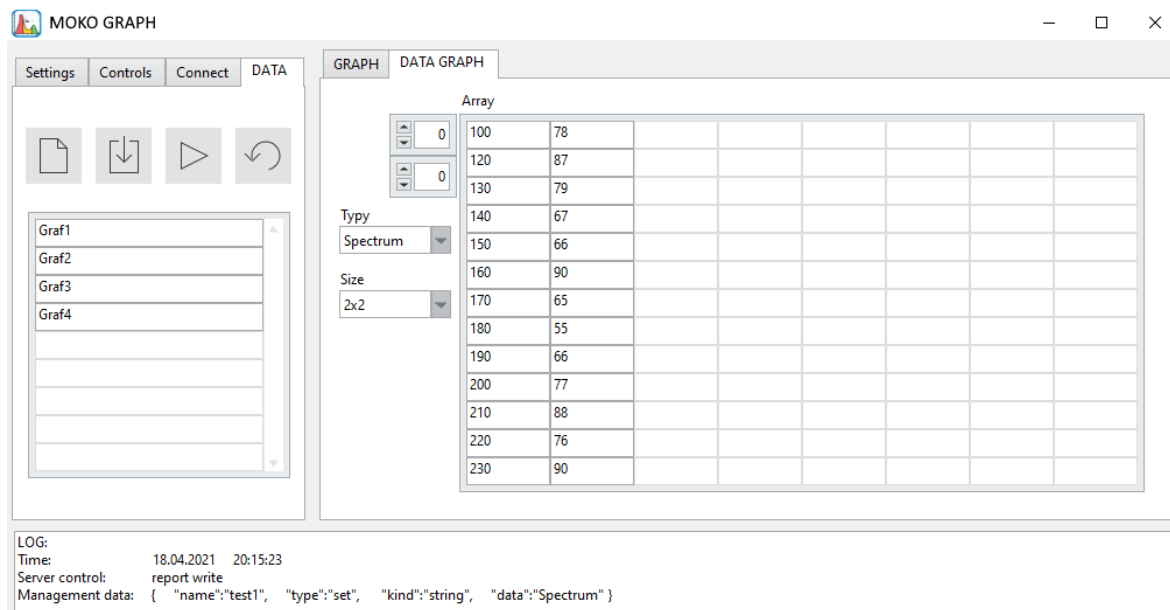 MOKO GRAPH
Settings Controls Connect DATA
Graf1
Graf2
Graf3
Graf4
GRAPH DATA GRAPH
Array
0
0
Typy
Spectrum
Size
2x2
100 78
120 87
130 79
140 67
150 66
160 90
170 65
180 55
190 66
200 77
210 88
220 76
230 90
LOG:
Time: 18.04.2021 20:15:23
Server control: report write
Management data: { "name":"test1", "type":"set", "kind":"string", "data":"Spectrum" }